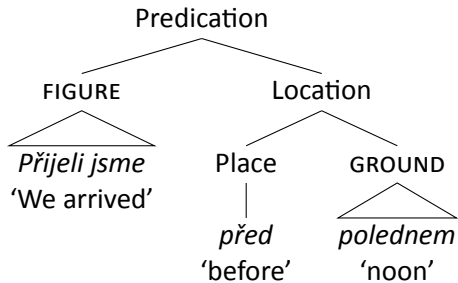 Predication
FIGURE Location
Přijeli jsme Place GROUND
‘We arrived’ před polednem
‘before’ ‘noon’